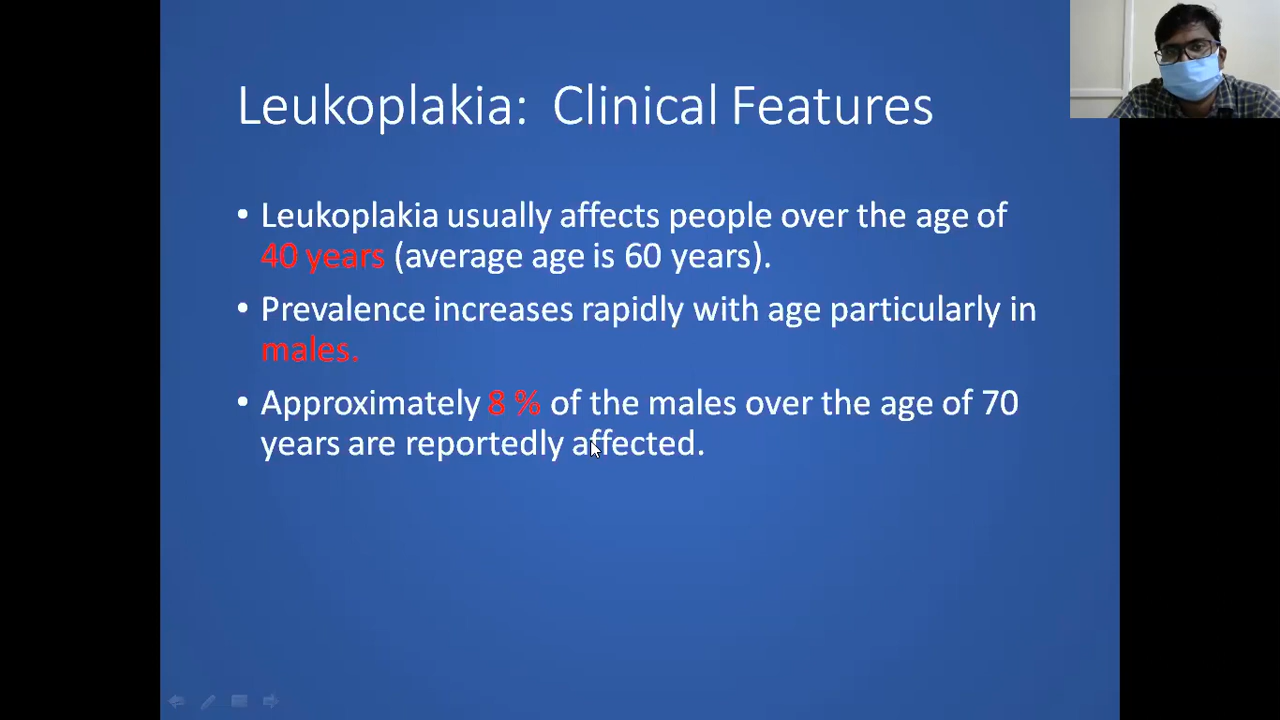 Leukoplakia: Clinical Features
• Leukoplakia usually affects people over the age of
40 years (average age is 60 years).
• Prevalence increases rapidly with age particularly in
males.
• Approximately 8 % of the males over the age of 70
years are reportedly affected.